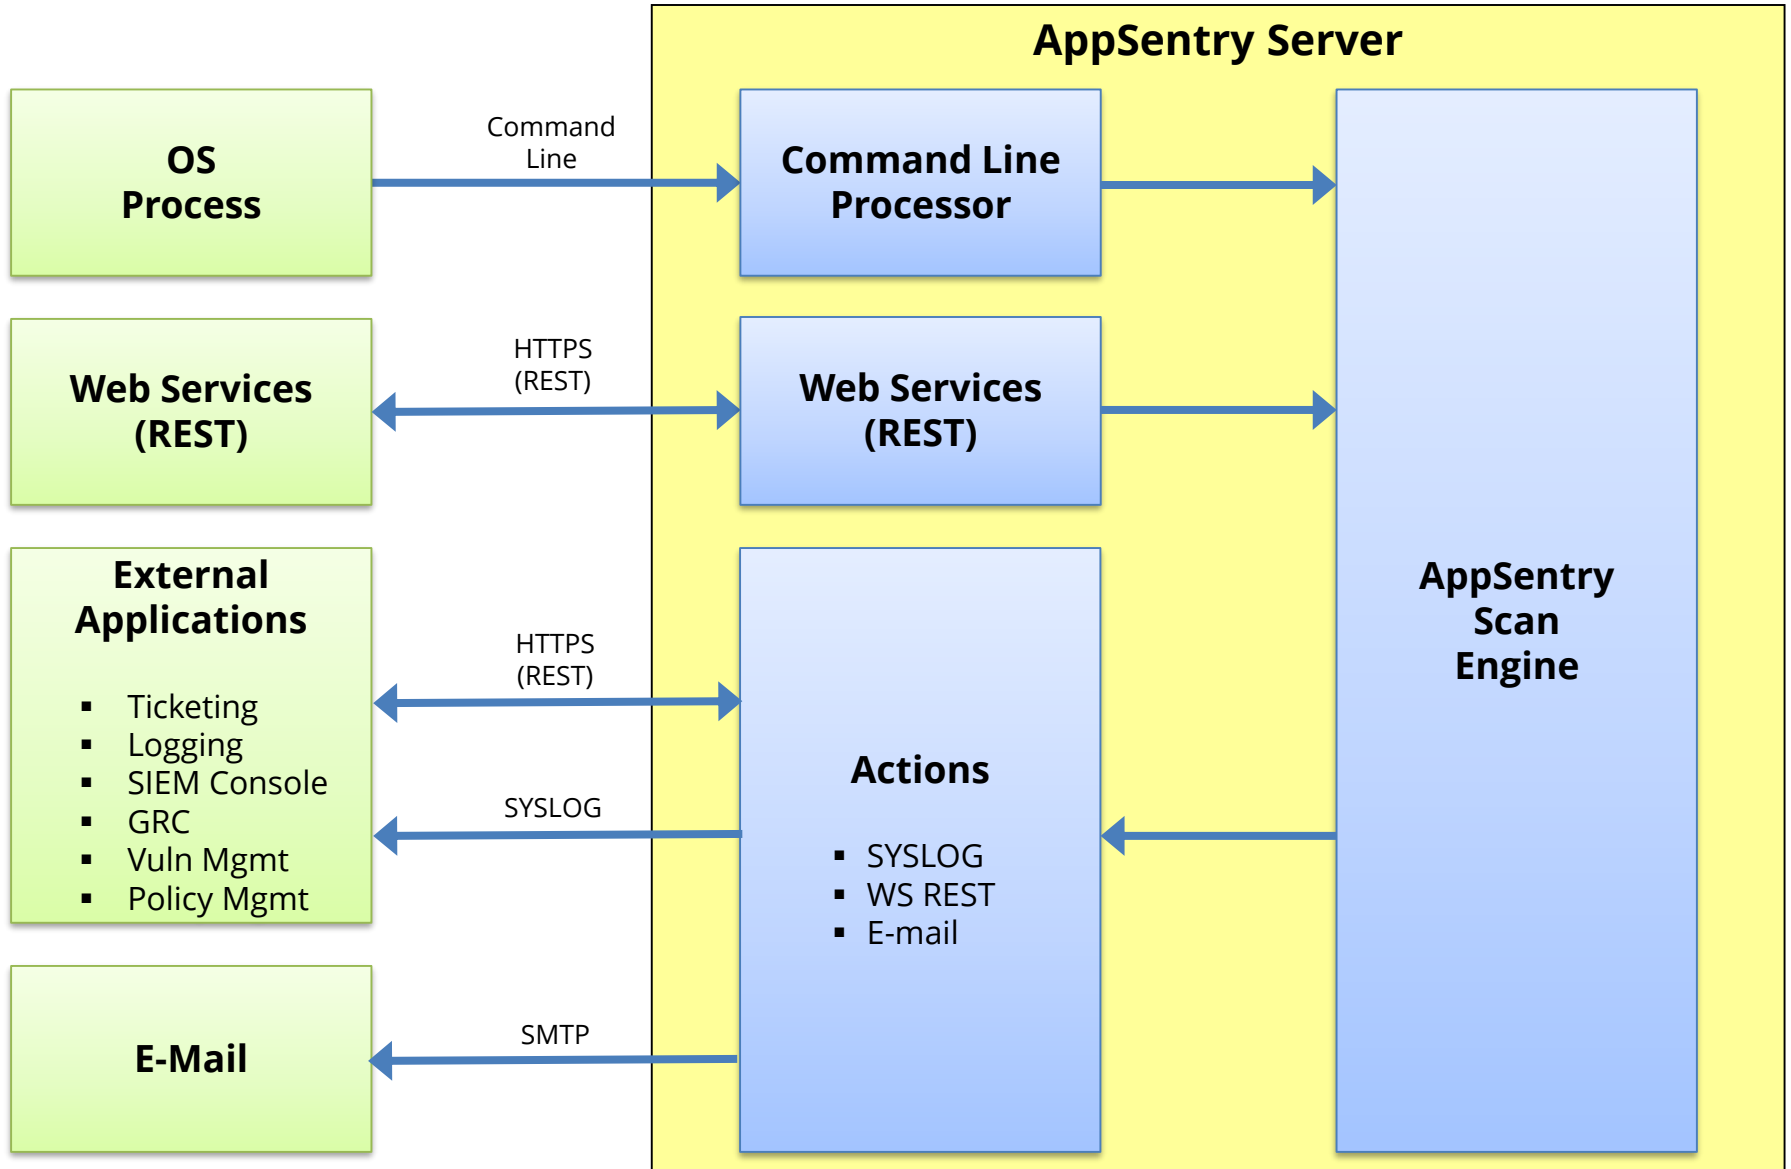 AppSentry Server
OS
Process
Command
Line
Command Line
Processor
Web Services
(REST)
HTTPS
(REST)
Web Services
(REST)
External
Applications
▪ Ticketing
▪ Logging
▪ SIEM Console
▪ GRC
▪ Vuln Mgmt
▪ Policy Mgmt
HTTPS
(REST)
SYSLOG
Actions
▪ SYSLOG
▪ WS REST
▪ E-mail
AppSentry
Scan
Engine
E-Mail
SMTP